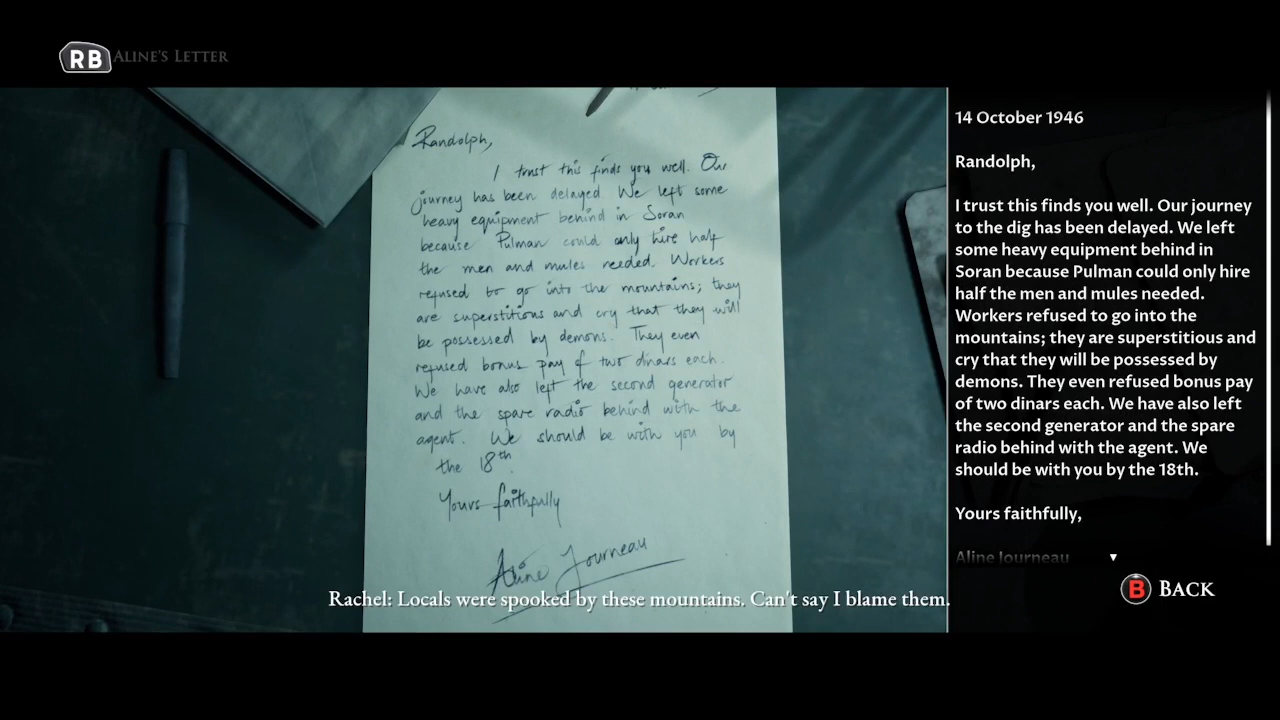 RB ALINE'S LETTER
Randolph,
I trust this finds you well. Our
journey has been delayed. We left some
heavy equipment behind in Soran
because Pulman could only hire half
the men and mules needed. Workers
refused to go into the mountains; they
are superstitious and cry that they will
be possessed by demons. They even
refused bonus pay of two dinars each.
We have also left the second generator
and the spare radio behind with the
agent. We should be with you by
the 18th.
Yours faithfully
Aline Journeau
Rachel: Locals were spooked by these mountains. Can't say I blame them.
14 October 1946
Randolph,
I trust this finds you well. Our journey
to the dig has been delayed. We left
some heavy equipment behind in
Soran because Pulman could only hire
half the men and mules needed.
Workers refused to go into the
mountains; they are superstitious and
cry that they will be possessed by
demons. They even refused bonus pay
of two dinars each. We have also left
the second generator and the spare
radio behind with the agent. We
should be with you by the 18th.
Yours faithfully,
Aline Journeau
B BACK